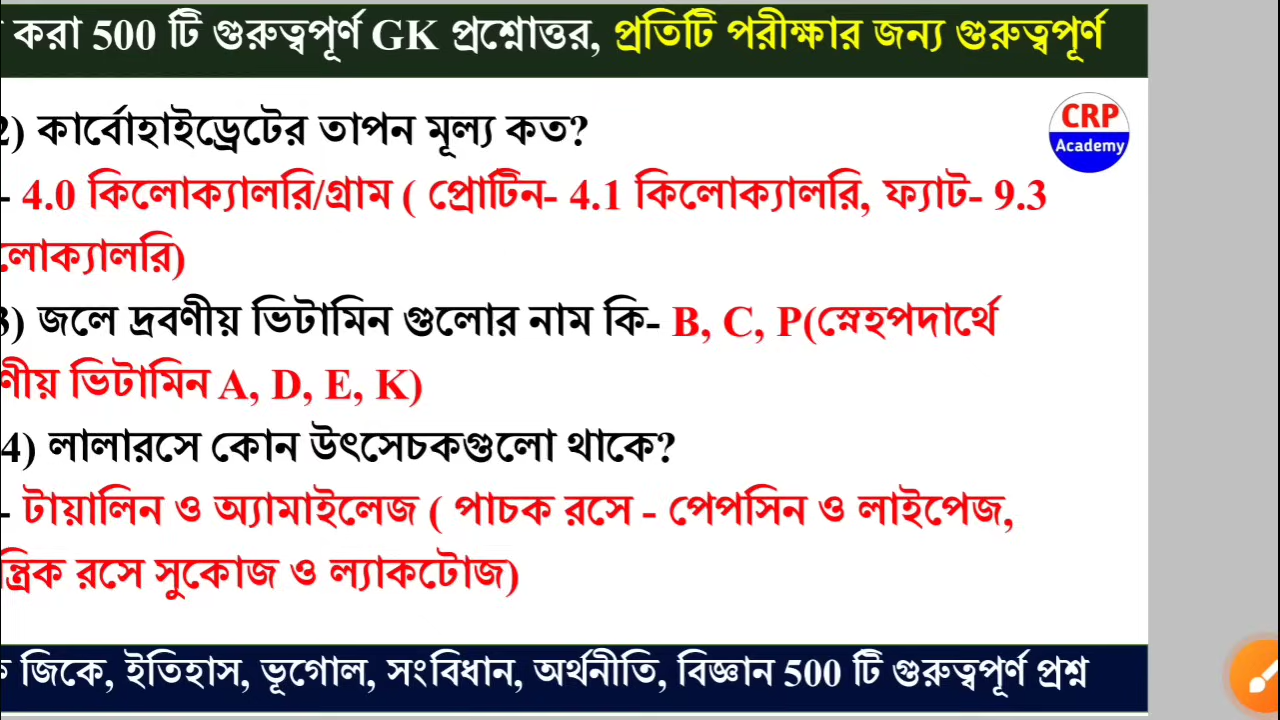 করা 500 টি গুরুত্বপূর্ণ GK প্রশ্নোত্তর, প্রতিটি পরীক্ষার জন্য গুরুত্বপূর্ণ
CRP
Academy
2) কার্বোহাইড্রেটের তাপন মূল্য কত?
- 4.0 কিলোক্যালরি/গ্রাম ( প্রোটিন- 4.1 কিলোক্যালরি, ফ্যাট- 9.3
লোক্যালরি)
3) জলে দ্রবণীয় ভিটামিন গুলোর নাম কি- B, C, P(স্নেহপদার্থে
ণীয় ভিটামিন A, D, E, K)
4) লালারসে কোন উৎসেচকগুলো থাকে?
- টায়ালিন ও অ্যামাইলেজ ( পাচক রসে - পেপসিন ও লাইপেজ,
ন্ত্রিক রসে সুকোজ ও ল্যাকটোজ)
জিকে, ইতিহাস, ভূগোল, সংবিধান, অর্থনীতি, বিজ্ঞান 500 টি গুরুত্বপূর্ণ প্রশ্ন